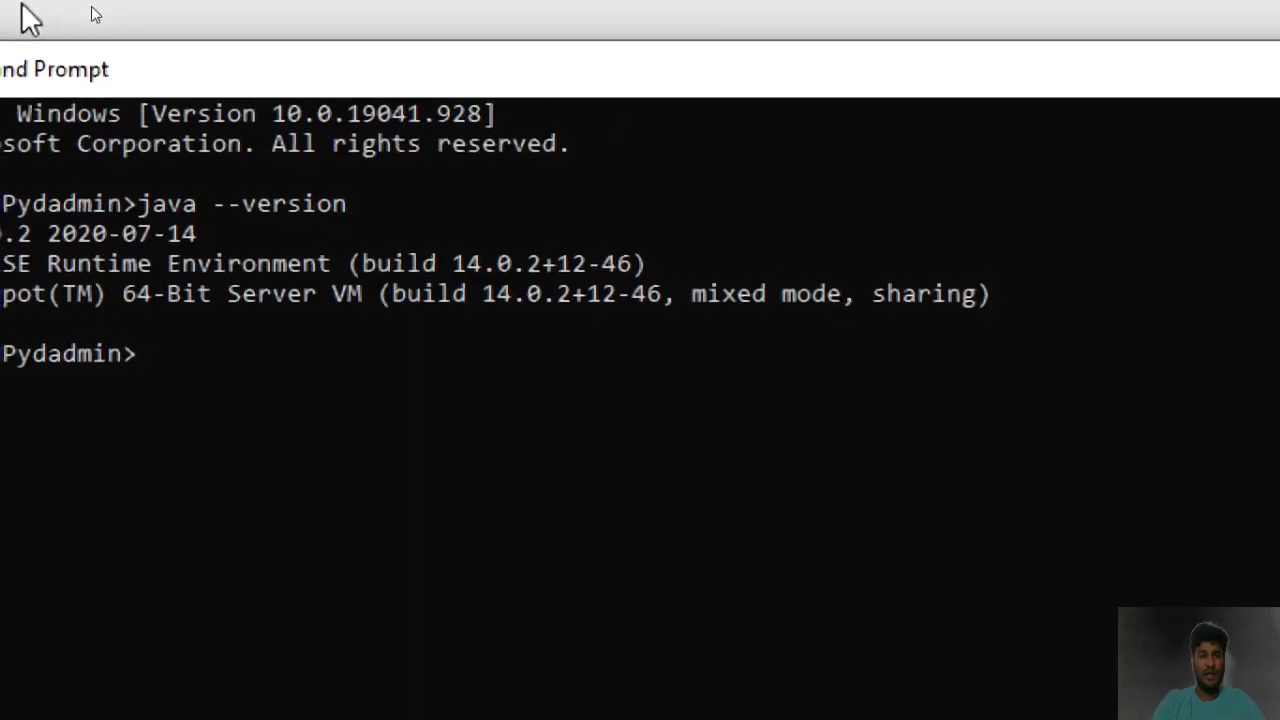 nd Prompt
Windows [Version 10.0.19041.928]
soft Corporation. All rights reserved.
Pydadmin>java --version
.2 2020-07-14
SE Runtime Environment (build 14.0.2+12-46)
pot(TM) 64-Bit Server VM (build 14.0.2+12-46, mixed mode, sharing)
Pydadmin>